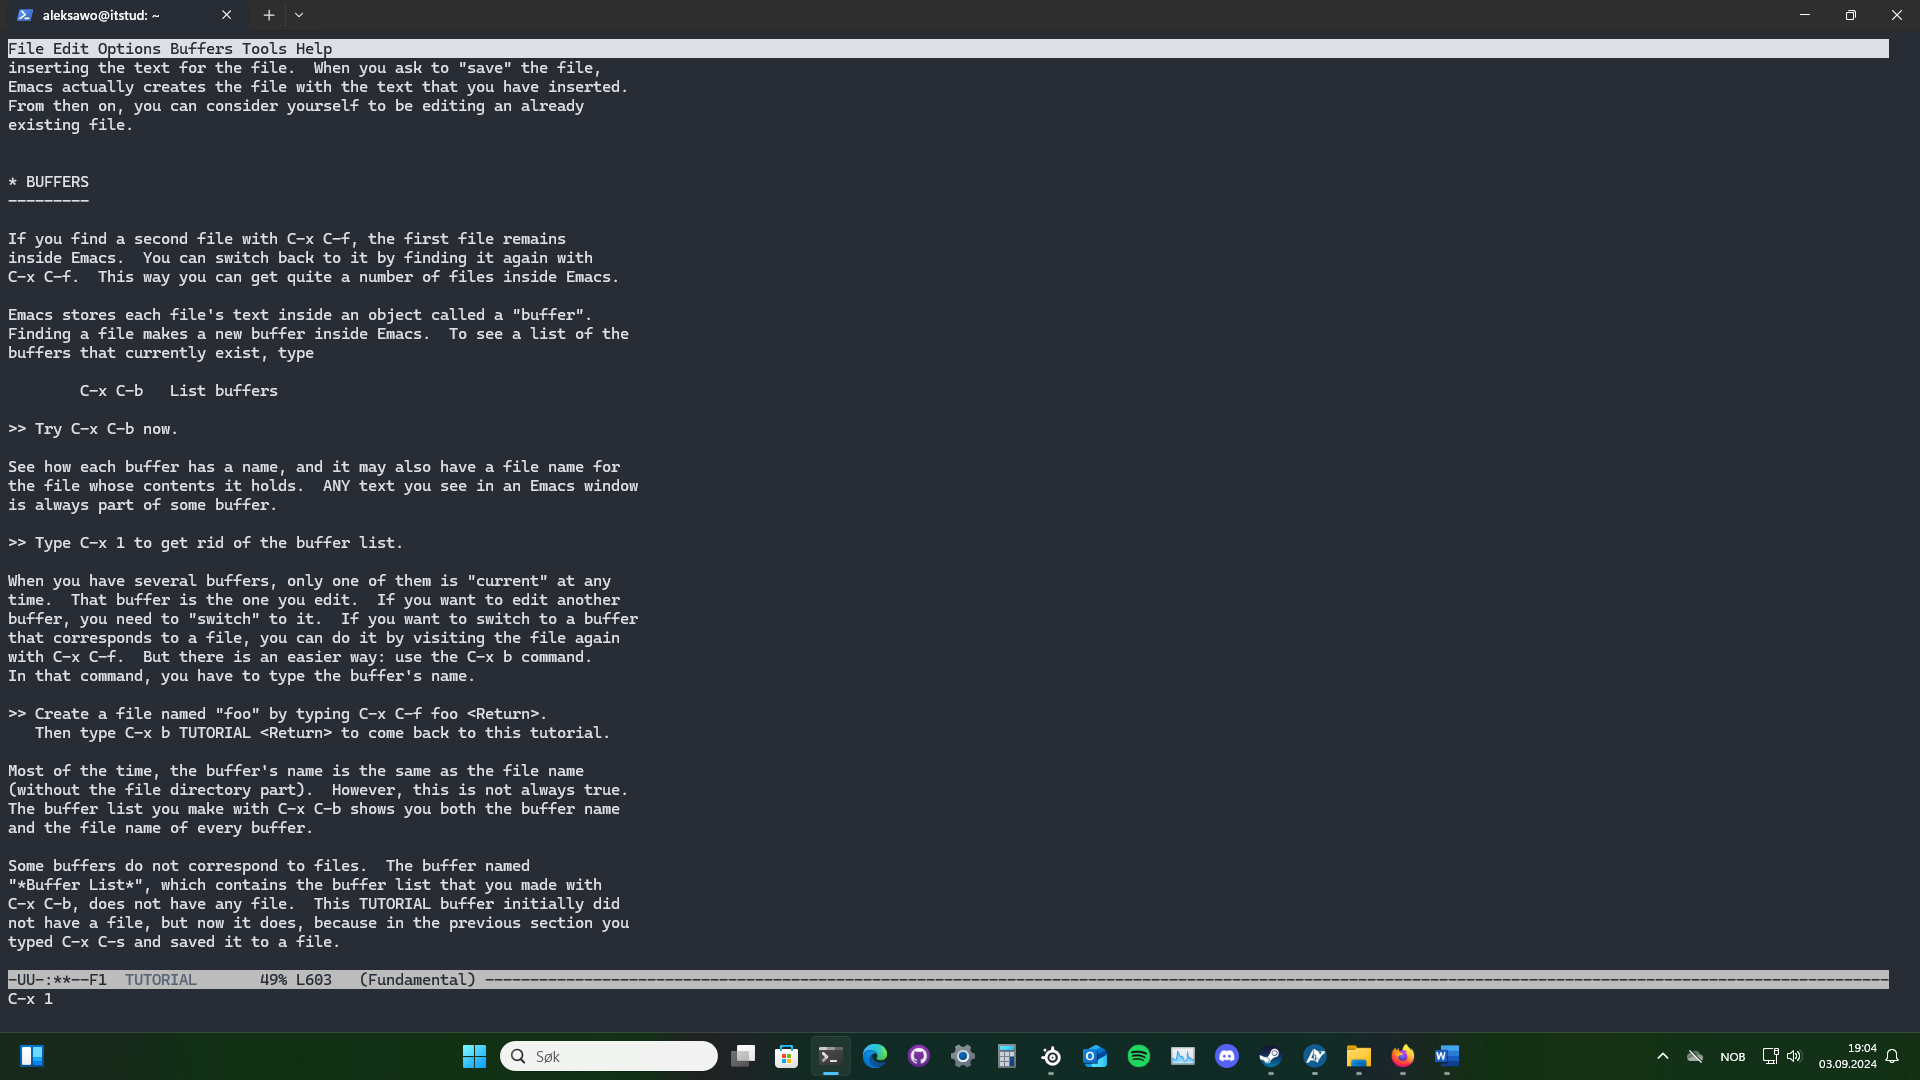 aleksawo@itstud: ~
File Edit Options Buffers Tools Help
inserting the text for the file.  When you ask to "save" the file,
Emacs actually creates the file with the text that you have inserted.
From then on, you can consider yourself to be editing an already
existing file.
* BUFFERS
---------
If you find a second file with C-x C-f, the first file remains
inside Emacs.  You can switch back to it by finding it again with
C-x C-f.  This way you can get quite a number of files inside Emacs.
Emacs stores each file's text inside an object called a "buffer".
Finding a file makes a new buffer inside Emacs.  To see a list of the
buffers that currently exist, type
C-x C-b   List buffers
>> Try C-x C-b now.
See how each buffer has a name, and it may also have a file name for
the file whose contents it holds.  ANY text you see in an Emacs window
is always part of some buffer.
>> Type C-x 1 to get rid of the buffer list.
When you have several buffers, only one of them is "current" at any
time.  That buffer is the one you edit.  If you want to edit another
buffer, you need to "switch" to it.  If you want to switch to a buffer
that corresponds to a file, you can do it by visiting the file again
with C-x C-f.  But there is an easier way: use the C-x b command.
In that command, you have to type the buffer's name.
>> Create a file named "foo" by typing C-x C-f foo <Return>.
Then type C-x b TUTORIAL <Return> to come back to this tutorial.
Most of the time, the buffer's name is the same as the file name
(without the file directory part).  However, this is not always true.
The buffer list you make with C-x C-b shows you both the buffer name
and the file name of every buffer.
Some buffers do not correspond to files.  The buffer named
"*Buffer List*", which contains the buffer list that you made with
C-x C-b, does not have any file.  This TUTORIAL buffer initially did
not have a file, but now it does, because in the previous section you
typed C-x C-s and saved it to a file.
-UU-:**--F1  TUTORIAL       49% L603   (Fundamental) ------------------------------------------------------------
C-x 1
Søk
NOB
19:04
03.09.2024